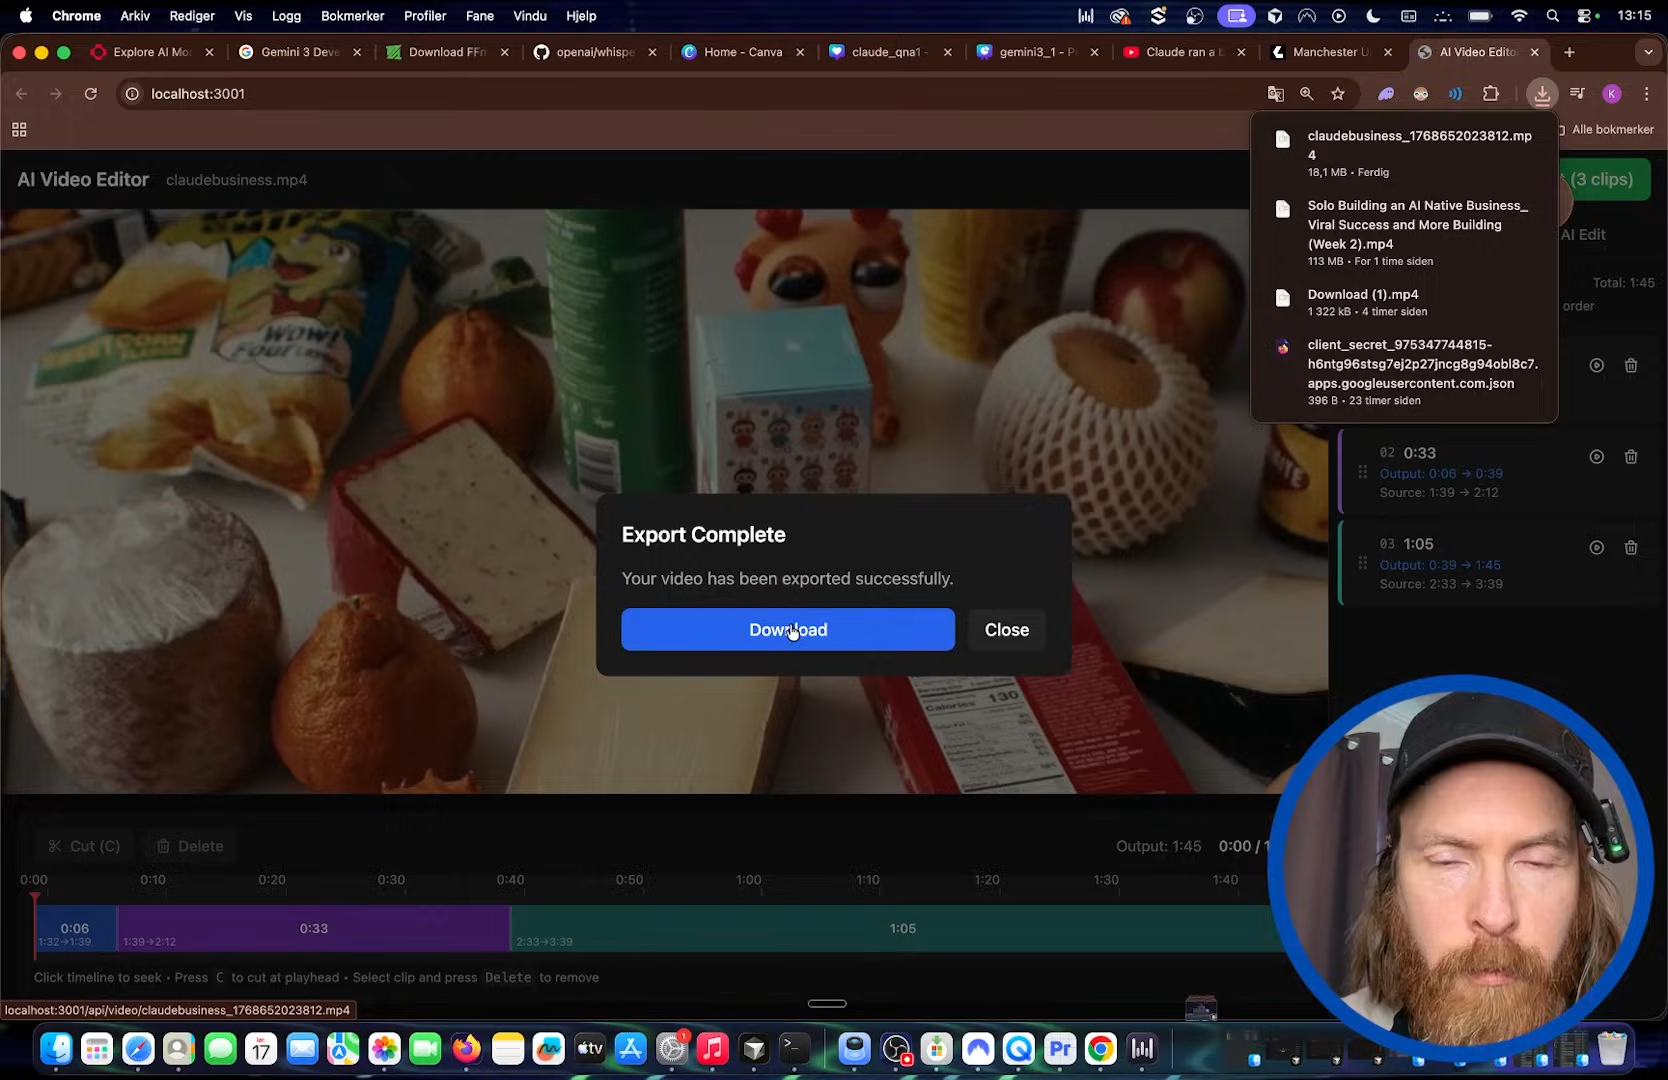 Chrome Arkiv Rediger Vis Logg Bokmerker Profiler Fane Vindu Hjelp 13:15
Explore AI Mo Gemini 3 Deve Download FFm openai/whispe Home - Canva claude_qna1 - gemini3_1 - P Claude ran a b Manchester U AI Video Edito
localhost:3001 K
Alle bokmerker
claudebusiness_1768652023812.mp
4
18,1 MB • Ferdig
Solo Building an AI Native Business_
Viral Success and More Building
(Week 2).mp4
113 MB • For 1 time siden
Download (1).mp4
1 322 kB • 4 timer siden
client_secret_975347744815-
h6ntg96stsg7ej2p27jncg8g94obl8c7.
apps.googleusercontent.com.json
396 B • 23 timer siden
AI Video Editor claudebusiness.mp4 (3 clips)
AI Edit
Total: 1:45
order
CORN
WOW!
130
Calories
02 0:33
Output: 0:06 → 0:39
Source: 1:39 → 2:12
03 1:05
Output: 0:39 → 1:45
Source: 2:33 → 3:39
Export Complete
Your video has been exported successfully.
Download Close
Cut (C) Delete Output: 1:45 0:00 / 1
0:00 0:10 0:20 0:30 0:40 0:50 1:00 1:10 1:20 1:30 1:40
0:06 0:33 1:05
1:32→1:39 1:39→2:12 2:33→3:39
Click timeline to seek • Press C to cut at playhead • Select clip and press Delete to remove
localhost:3001/api/video/claudebusiness_1768652023812.mp4
17 tv 1 Pr